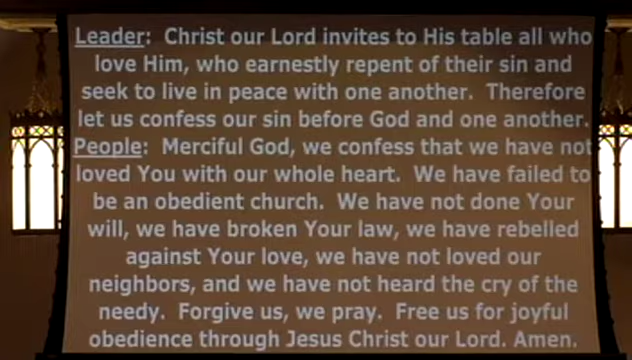 Leader:  Christ our Lord invites to His table all who
love Him, who earnestly repent of their sin and
seek to live in peace with one another.  Therefore
let us confess our sin before God and one another.
People:  Merciful God, we confess that we have not
loved You with our whole heart.  We have failed to
be an obedient church.  We have not done Your
will, we have broken Your law, we have rebelled
against Your love, we have not loved our
neighbors, and we have not heard the cry of the
needy.  Forgive us, we pray.  Free us for joyful
obedience through Jesus Christ our Lord. Amen.